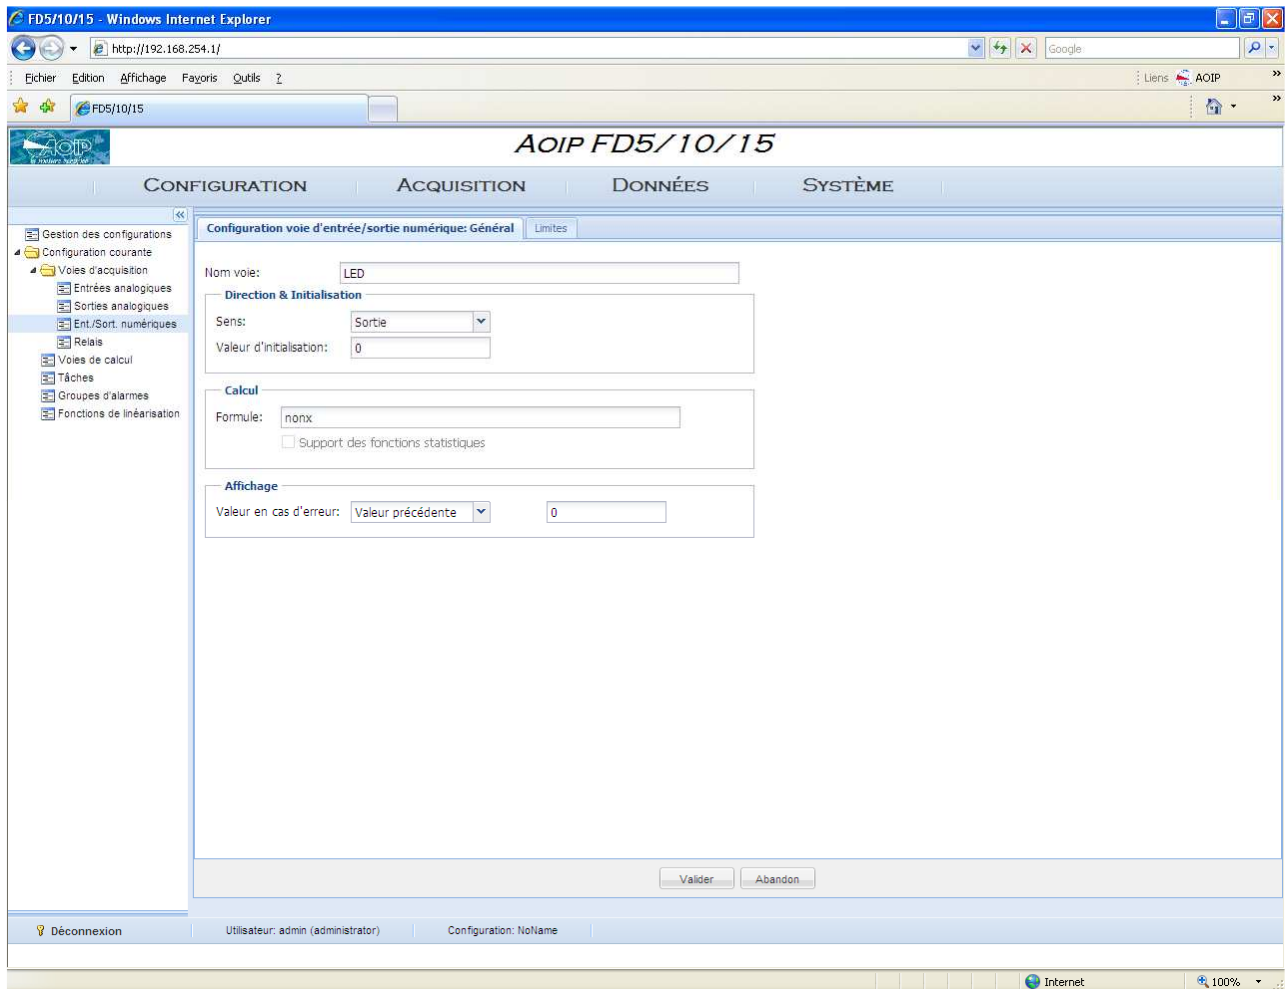 FD5/10/15 - Windows Internet Explorer
http://192.168.254.1/
Google
Fichier Edition Affichage Favoris Outils ?
Liens AOIP »
FD5/10/15
»
AOIP
AOIP FD5/10/15
CONFIGURATION ACQUISITION DONNÉES SYSTÈME
Gestion des configurations
Configuration courante
Voies d'acquisition
Entrées analogiques
Sorties analogiques
Ent./Sort. numériques
Relais
Voies de calcul
Tâches
Groupes d'alarmes
Fonctions de linéarisation
Configuration voie d'entrée/sortie numérique: Général Limites
Nom voie: LED
Direction & Initialisation
Sens: Sortie
Valeur d'initialisation: 0
Calcul
Formule: nonx
Support des fonctions statistiques
Affichage
Valeur en cas d'erreur: Valeur précédente 0
Valider Abandon
Déconnexion Utilisateur: admin (administrator) Configuration: NoName
Internet 100%